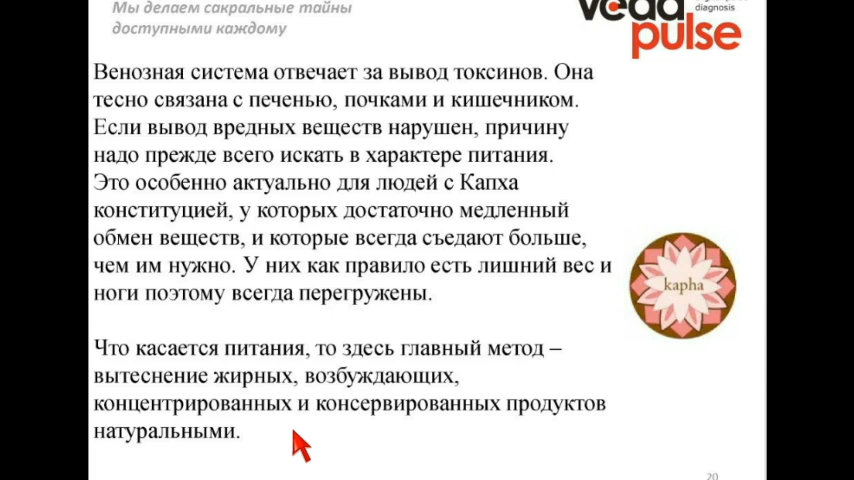 Мы делаем сакральные тайны
доступными каждому
veda
pulse
diagnosis
Венозная система отвечает за вывод токсинов. Она
тесно связана с печенью, почками и кишечником.
Если вывод вредных веществ нарушен, причину
надо прежде всего искать в характере питания.
Это особенно актуально для людей с Капха
конституцией, у которых достаточно медленный
обмен веществ, и которые всегда съедают больше,
чем им нужно. У них как правило есть лишний вес и
ноги поэтому всегда перегружены.
kapha
Что касается питания, то здесь главный метод –
вытеснение жирных, возбуждающих,
концентрированных и консервированных продуктов
натуральными.
20